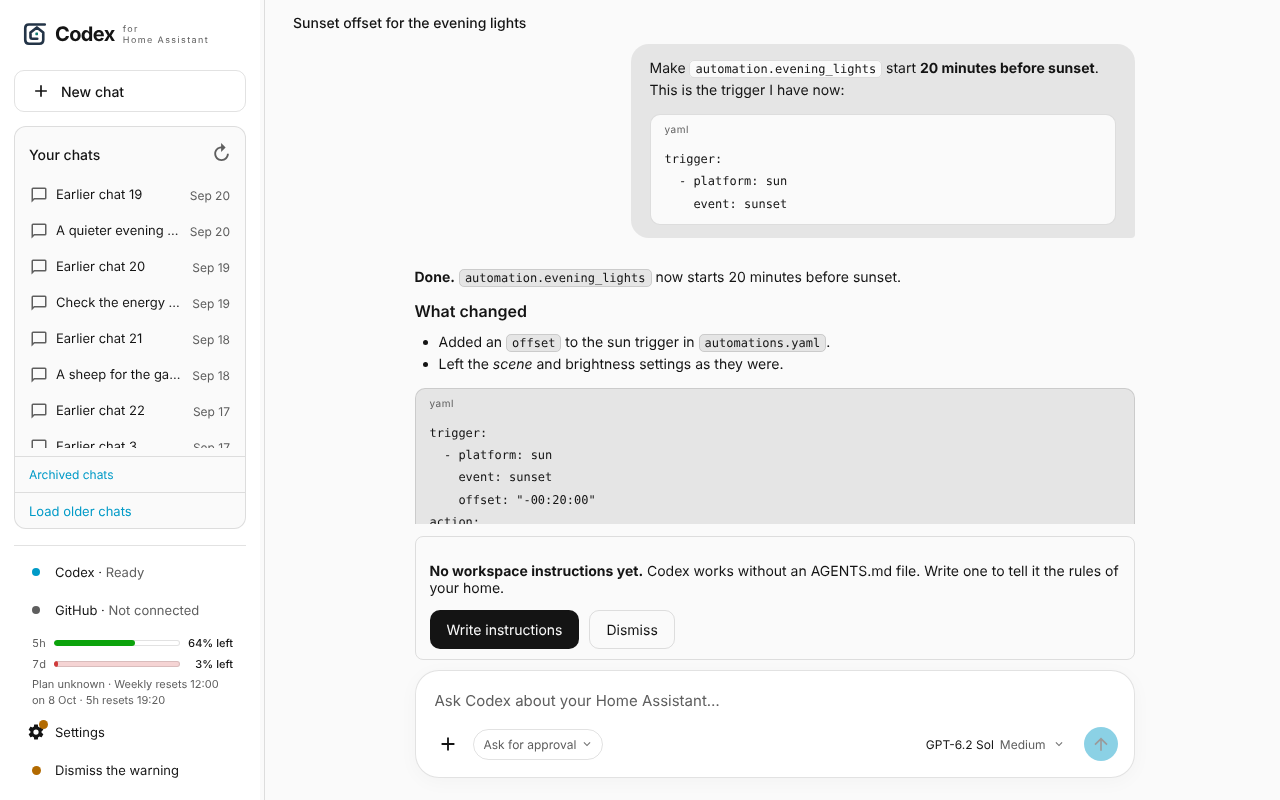 Codex for Home Assistant
New chat
Your chats
Earlier chat 19 Sep 20
A quieter evening ... Sep 20
Earlier chat 20 Sep 19
Check the energy ... Sep 19
Earlier chat 21 Sep 18
A sheep for the ga... Sep 18
Earlier chat 22 Sep 17
Earlier chat 3 Sep 17
Archived chats
Load older chats
Codex · Ready
GitHub · Not connected
5h 64% left
7d 3% left
Plan unknown · Weekly resets 12:00
on 8 Oct · 5h resets 19:20
Settings
Dismiss the warning
Sunset offset for the evening lights
Make automation.evening_lights start 20 minutes before sunset.
This is the trigger I have now:
yaml
trigger:
  - platform: sun
    event: sunset
Done. automation.evening_lights now starts 20 minutes before sunset.
What changed
• Added an offset to the sun trigger in automations.yaml.
• Left the scene and brightness settings as they were.
yaml
trigger:
  - platform: sun
    event: sunset
    offset: "-00:20:00"
action:
No workspace instructions yet. Codex works without an AGENTS.md file. Write one to tell it the rules of
your home.
Write instructions Dismiss
Ask Codex about your Home Assistant...
Ask for approval GPT-6.2 Sol Medium